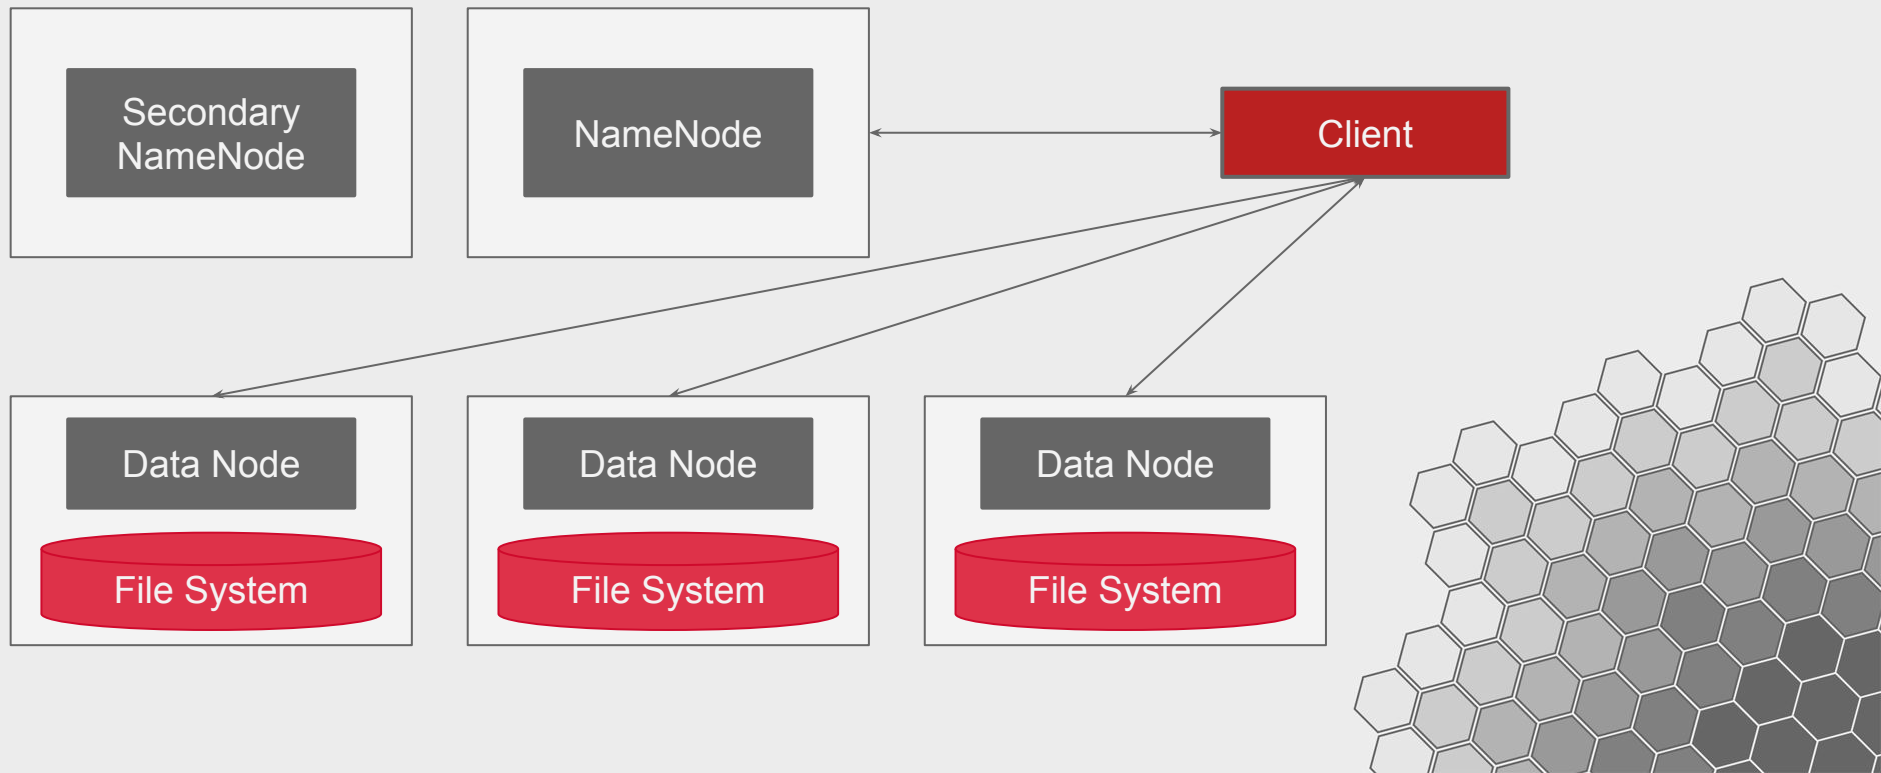 Secondary
NameNode
NameNode
Client
Data Node
Data Node
Data Node
File System
File System
File System